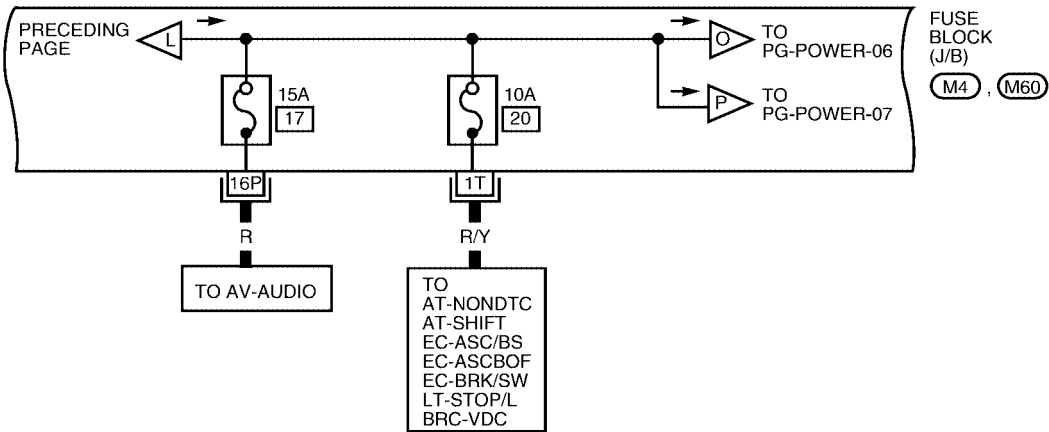 PRECEDING
PAGE
L
15A
17
10A
20
O
TO
PG-POWER-06
P
TO
PG-POWER-07
FUSE
BLOCK
(J/B)
M4 , M60
16P
1T
R
R/Y
TO AV-AUDIO
TO
AT-NONDTC
AT-SHIFT
EC-ASC/BS
EC-ASCBOF
EC-BRK/SW
LT-STOP/L
BRC-VDC